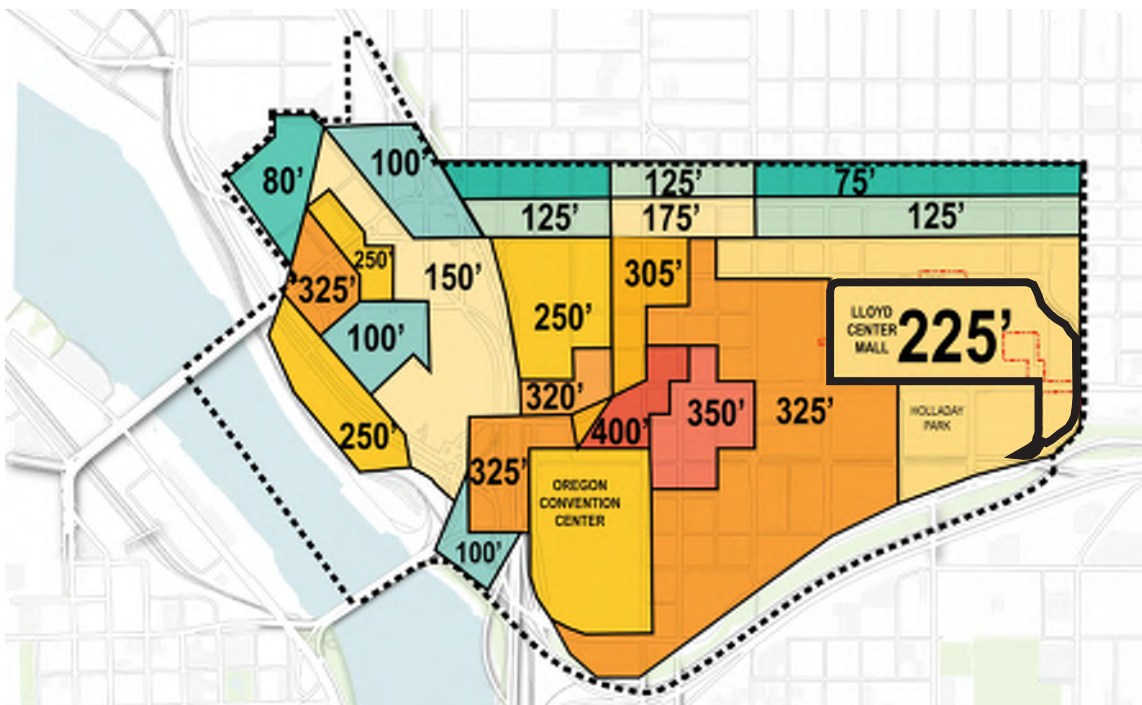 80'
100'
125'
75'
125'
175'
125'
325'
250'
150'
305'
100'
250'
LLOYD
CENTER
MALL
225'
320'
350'
325'
HOLLADAY
PARK
250'
400'
325'
OREGON
CONVENTION
CENTER
100'